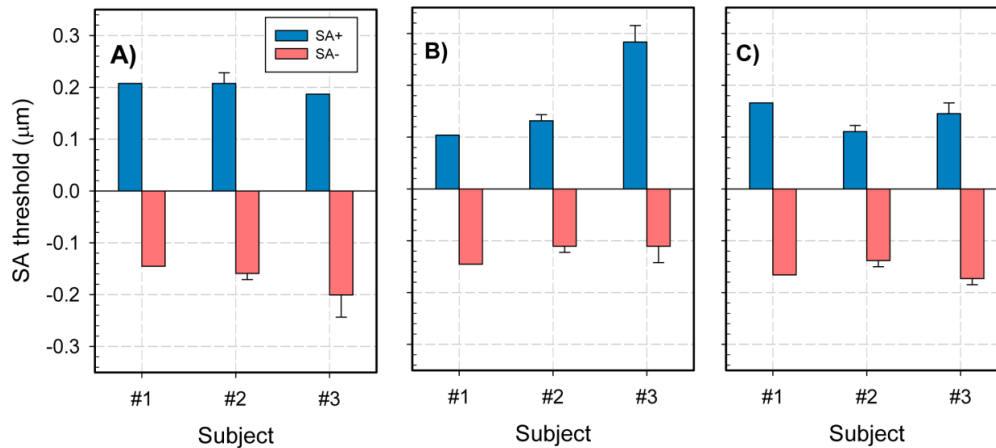 A)
SA+
SA-
B)
C)
SA threshold (μm)
0.3
0.2
0.1
0.0
-0.1
-0.2
-0.3
#1 #2 #3
#1 #2 #3
#1 #2 #3
Subject
Subject
Subject